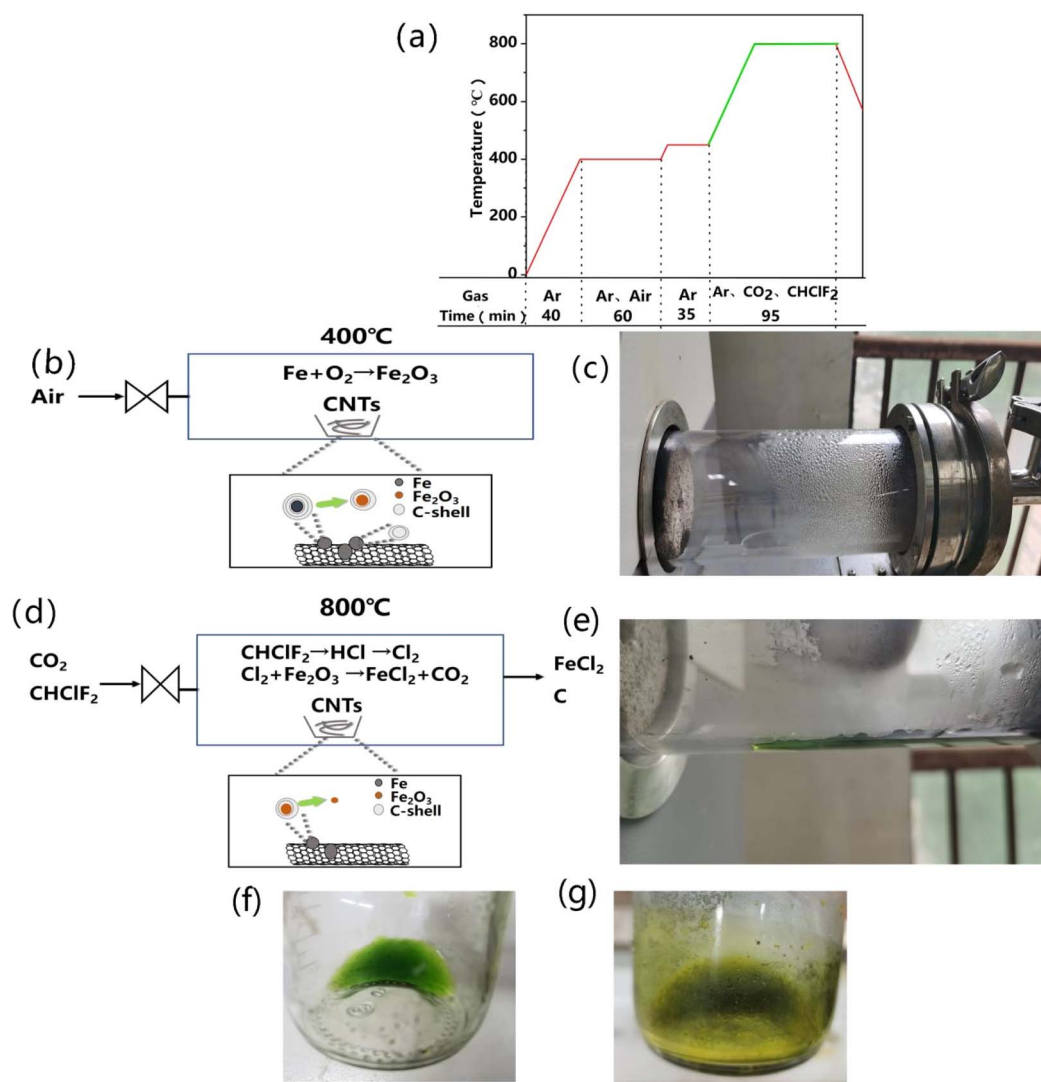 (a)
Temperature（℃）
800
600
400
200
0
Gas Ar Ar、Air Ar Ar、CO₂、CHClF₂
Time（min） 40 60 35 95
(b)
400℃
Air
Fe+O₂→Fe₂O₃
CNTs
Fe
Fe₂O₃
C-shell
(c)
(d)
800℃
CO₂
CHClF₂
CHClF₂→HCl →Cl₂
Cl₂+Fe₂O₃ →FeCl₂+CO₂
CNTs
FeCl₂
C
Fe
Fe₂O₃
C-shell
(e)
(f)
(g)